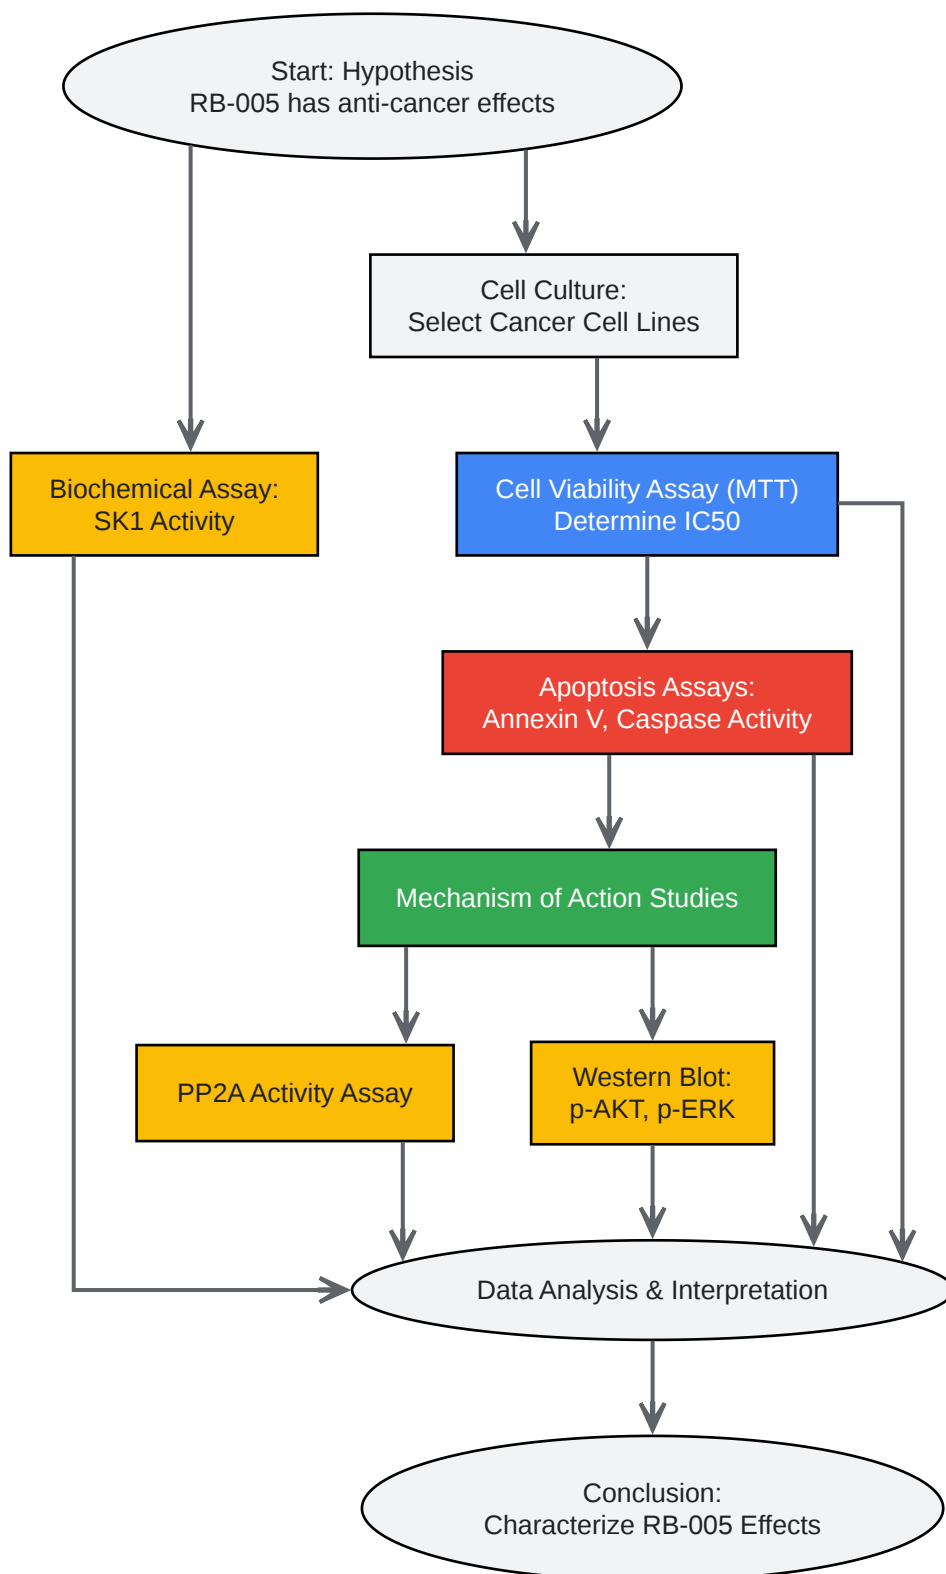 Start: Hypothesis
RB-005 has anti-cancer effects
Cell Culture:
Select Cancer Cell Lines
Biochemical Assay:
SK1 Activity
Cell Viability Assay (MTT)
Determine IC50
Apoptosis Assays:
Annexin V, Caspase Activity
Mechanism of Action Studies
PP2A Activity Assay
Western Blot:
p-AKT, p-ERK
Data Analysis & Interpretation
Conclusion:
Characterize RB-005 Effects